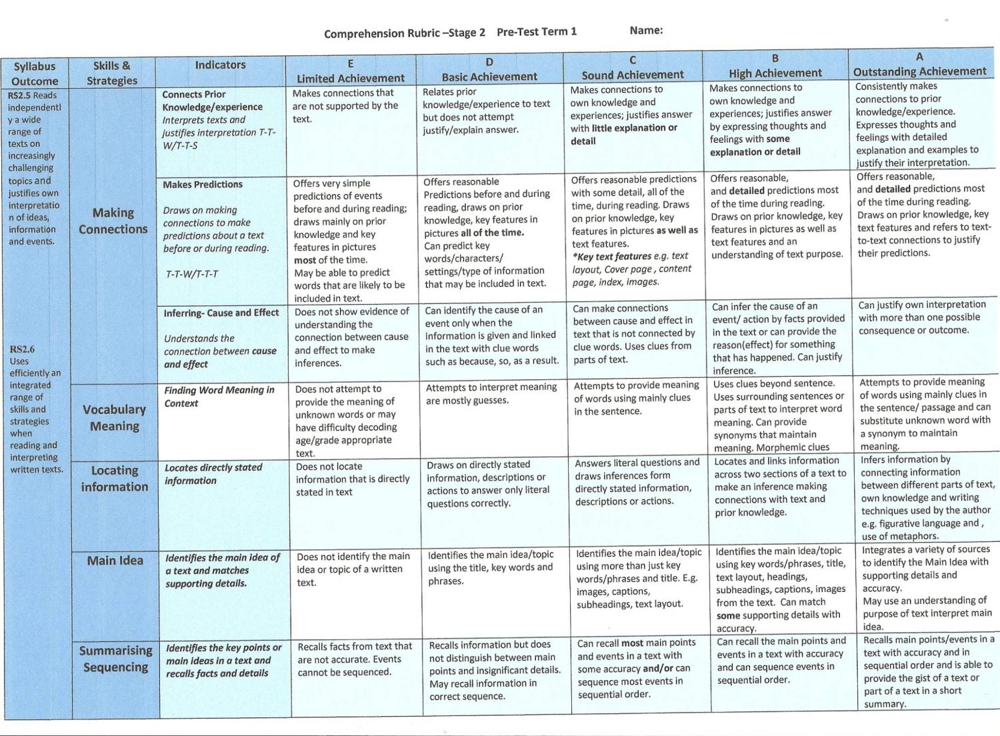 Comprehension Rubric –Stage 2 Pre-Test Term 1 Name:
Syllabus
Outcome
Skills &
Strategies
Indicators
E
Limited Achievement
D
Basic Achievement
C
Sound Achievement
B
High Achievement
A
Outstanding Achievement
RS2.5 Reads
independentl
y a wide
range of
texts on
increasingly
challenging
topics and
justifies own
interpretatio
n of ideas,
information
and events.
RS2.6
Uses
efficiently an
integrated
range of
skills and
strategies
when
reading and
interpreting
written texts.
Making
Connections
Connects Prior
Knowledge/experience
Interprets texts and
justifies interpretation T-T-
W/T-T-S
Makes connections that
are not supported by the
text.
Relates prior
knowledge/experience to text
but does not attempt
justify/explain answer.
Makes connections to
own knowledge and
experiences; justifies answer
with little explanation or
detail
Makes connections to
own knowledge and
experiences; justifies answer
by expressing thoughts and
feelings with some
explanation or detail
Consistently makes
connections to prior
knowledge/experience.
Expresses thoughts and
feelings with detailed
explanation and examples to
justify their interpretation.
Makes Predictions
Draws on making
connections to make
predictions about a text
before or during reading.
T-T-W/T-T-T
Offers very simple
predictions of events
before and during reading;
draws mainly on prior
knowledge and key
features in pictures
most of the time.
May be able to predict
words that are likely to be
included in text.
Offers reasonable
Predictions before and during
reading, draws on prior
knowledge, key features in
pictures all of the time.
Can predict key
words/characters/
settings/type of information
that may be included in text.
Offers reasonable predictions
with some detail, all of the
time, during reading. Draws
on prior knowledge, key
features in pictures as well as
text features.
*Key text features e.g. text
layout, Cover page , content
page, index, images.
Offers reasonable,
and detailed predictions most
of the time during reading.
Draws on prior knowledge, key
features in pictures as well as
text features and an
understanding of text purpose.
Offers reasonable,
and detailed predictions most
of the time during reading.
Draws on prior knowledge, key
text features and refers to text-
to-text connections to justify
their predictions.
Inferring- Cause and Effect
Understands the
connection between cause
and effect
Does not show evidence of
understanding the
connection between cause
and effect to make
inferences.
Can identify the cause of an
event only when the
information is given and linked
in the text with clue words
such as because, so, as a result.
Can make connections
between cause and effect in
text that is not connected by
clue words. Uses clues from
parts of text.
Can infer the cause of an
event/ action by facts provided
in the text or can provide the
reason(effect) for something
that has happened. Can justify
inference.
Can justify own interpretation
with more than one possible
consequence or outcome.
Vocabulary
Meaning
Finding Word Meaning in
Context
Does not attempt to
provide the meaning of
unknown words or may
have difficulty decoding
age/grade appropriate
text.
Attempts to interpret meaning
are mostly guesses.
Attempts to provide meaning
of words using mainly clues
in the sentence.
Uses clues beyond sentence.
Uses surrounding sentences or
parts of text to interpret word
meaning. Can provide
synonyms that maintain
meaning. Morphemic clues
Attempts to provide meaning
of words using mainly clues in
the sentence/ passage and can
substitute unknown word with
a synonym to maintain
meaning.
Locating
information
Locates directly stated
information
Does not locate
information that is directly
stated in text
Draws on directly stated
information, descriptions or
actions to answer only literal
questions correctly.
Answers literal questions and
draws inferences form
directly stated information,
descriptions or actions.
Locates and links information
across two sections of a text to
make an inference making
connections with text and
prior knowledge.
Infers information by
connecting information
between different parts of text,
own knowledge and writing
techniques used by the author
e.g. figurative language and ,
use of metaphors.
Main Idea
Identifies the main idea of
a text and matches
supporting details.
Does not identify the main
idea or topic of a written
text.
Identifies the main idea/topic
using the title, key words and
phrases.
Identifies the main idea/topic
using more than just key
words/phrases and title. E.g.
images, captions,
subheadings, text layout.
Identifies the main idea/topic
using key words/phrases, title,
text layout, headings,
subheadings, captions, images
from the text. Can match
some supporting details with
accuracy.
Integrates a variety of sources
to identify the Main Idea with
supporting details and
accuracy.
May use an understanding of
purpose of text interpret main
idea.
Summarising
Sequencing
Identifies the key points or
main ideas in a text and
recalls facts and details
Recalls facts from text that
are not accurate. Events
cannot be sequenced.
Recalls information but does
not distinguish between main
points and insignificant details.
May recall information in
correct sequence.
Can recall most main points
and events in a text with
some accuracy and/or can
sequence most events in
sequential order.
Can recall the main points and
events in a text with accuracy
and can sequence events in
sequential order.
Recalls main points/events in a
text with accuracy and in
sequential order and is able to
provide the gist of a text or
part of a text in a short
summary.